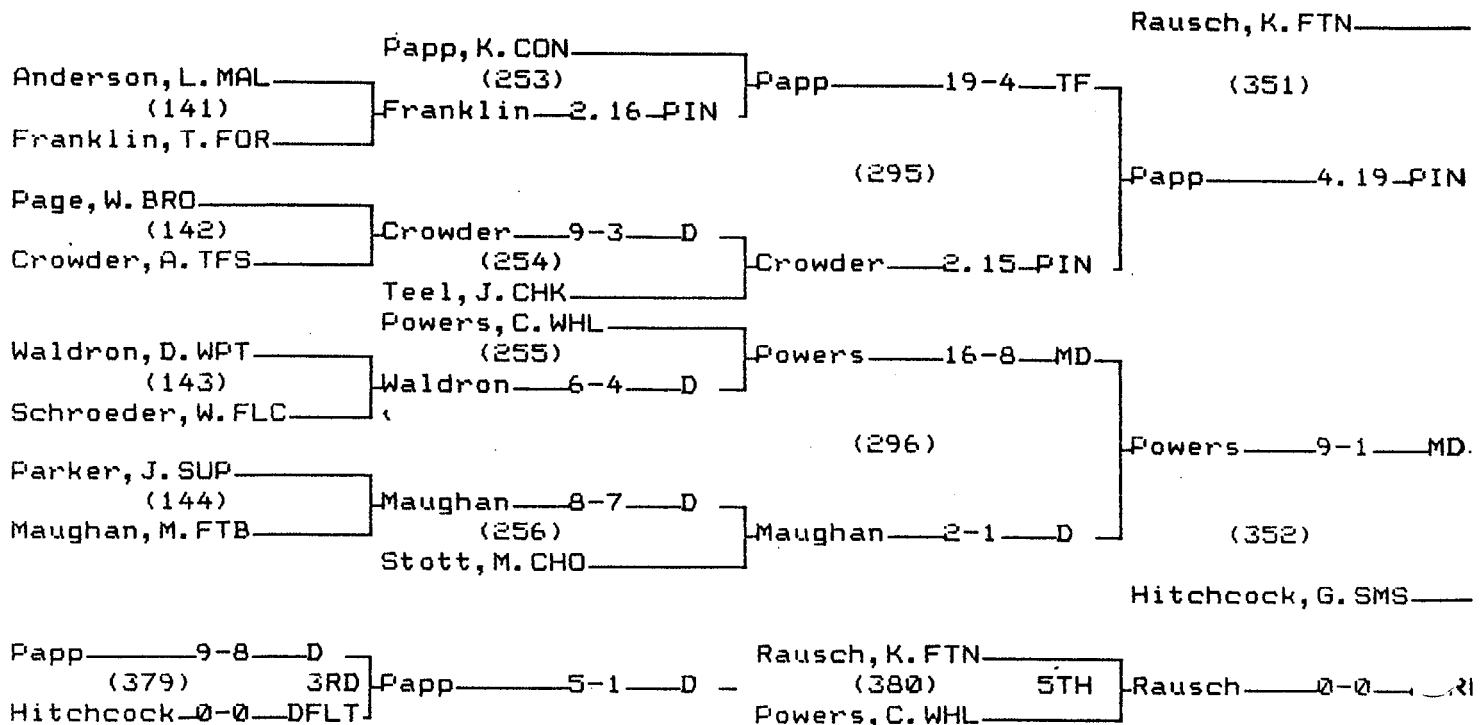 Rausch, K. FTN
Papp, K. CON
Anderson, L. MAL (253) Papp 19-4 TF (351)
(141) Franklin 2.16 PIN
Franklin, T. FOR
(295) Papp 4.19 PIN
Page, W. BRO
(142) Crowder 9-3 D
Crowder, A. TFS (254) Crowder 2.15 PIN
Teel, J. CHK
Powers, C. WHL
Waldron, D. WPT (255) Powers 16-8 MD
(143) Waldron 6-4 D
Schroeder, W. FLC
(296) Powers 9-1 MD.
Parker, J. SUP
(144) Maughan 8-7 D
Maughan, M. FTB (256) Maughan 2-1 D (352)
Stott, M. CHO
Hitchcock, G. SMS
Papp 9-8 D Rausch, K. FTN
(379) 3RD Papp 5-1 D (380) 5TH Rausch 0-0
Hitchcock 0-0 DFLT Powers, C. WHL